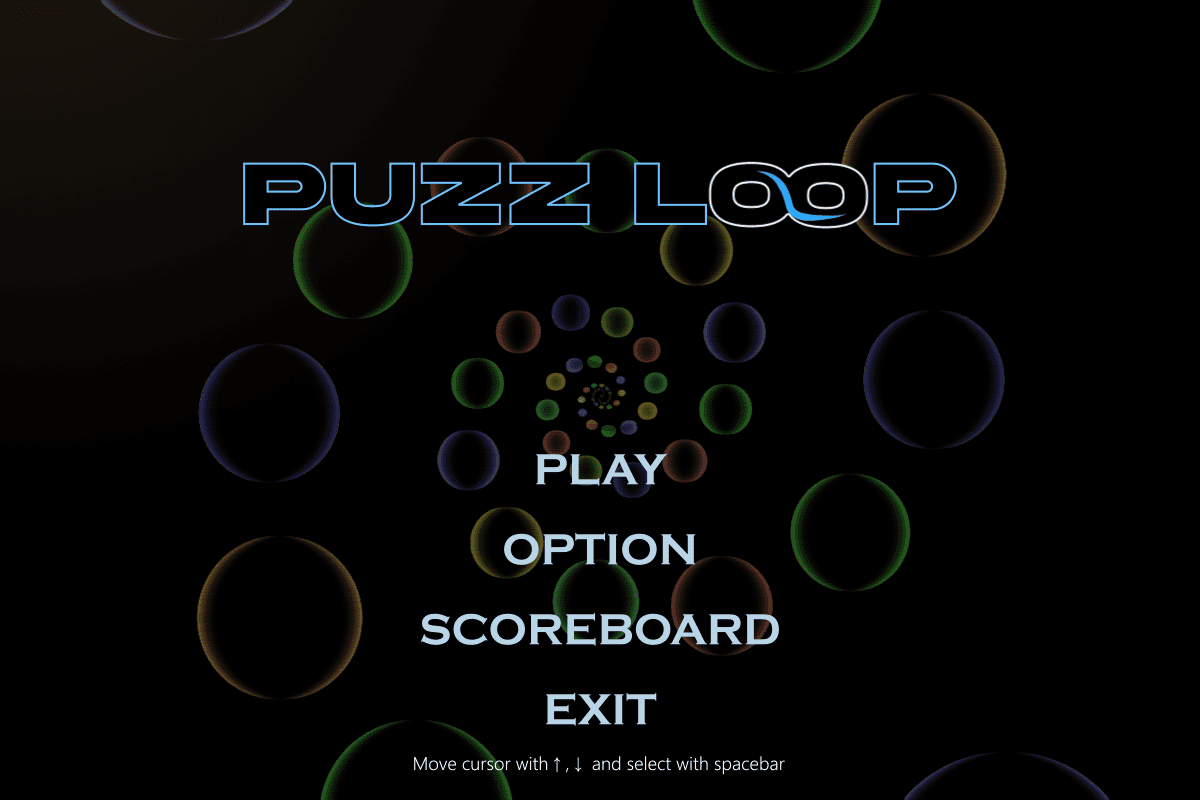 PUZZ LOOP
PLAY
OPTION
SCOREBOARD
EXIT
Move cursor with ↑ , ↓ and select with spacebar